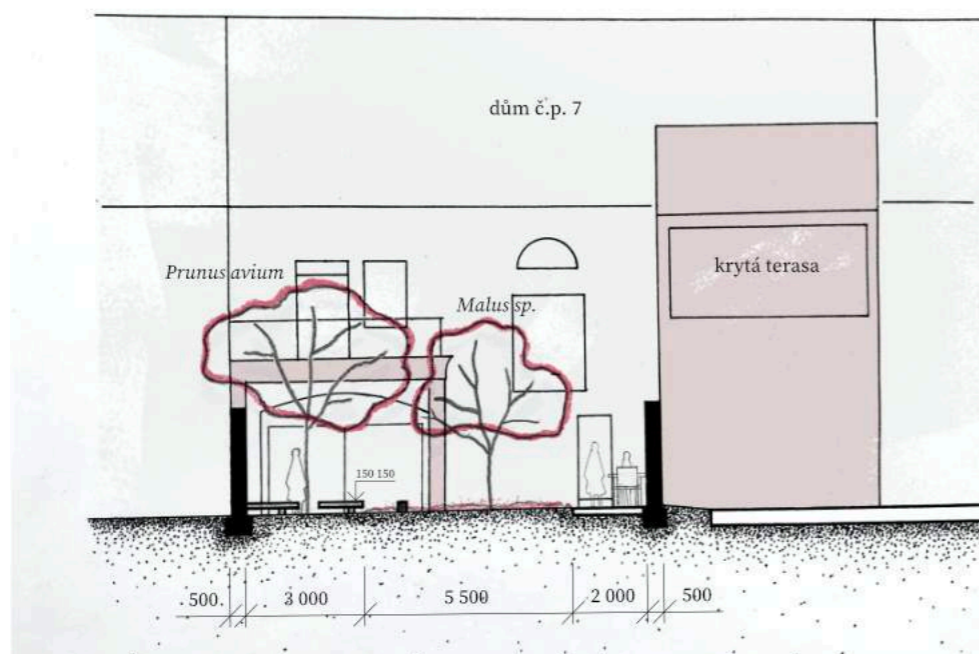 dům č.p. 7
krytá terasa
Prunus avium
Malus sp.
150 150
500
3 000
5 500
2 000
500